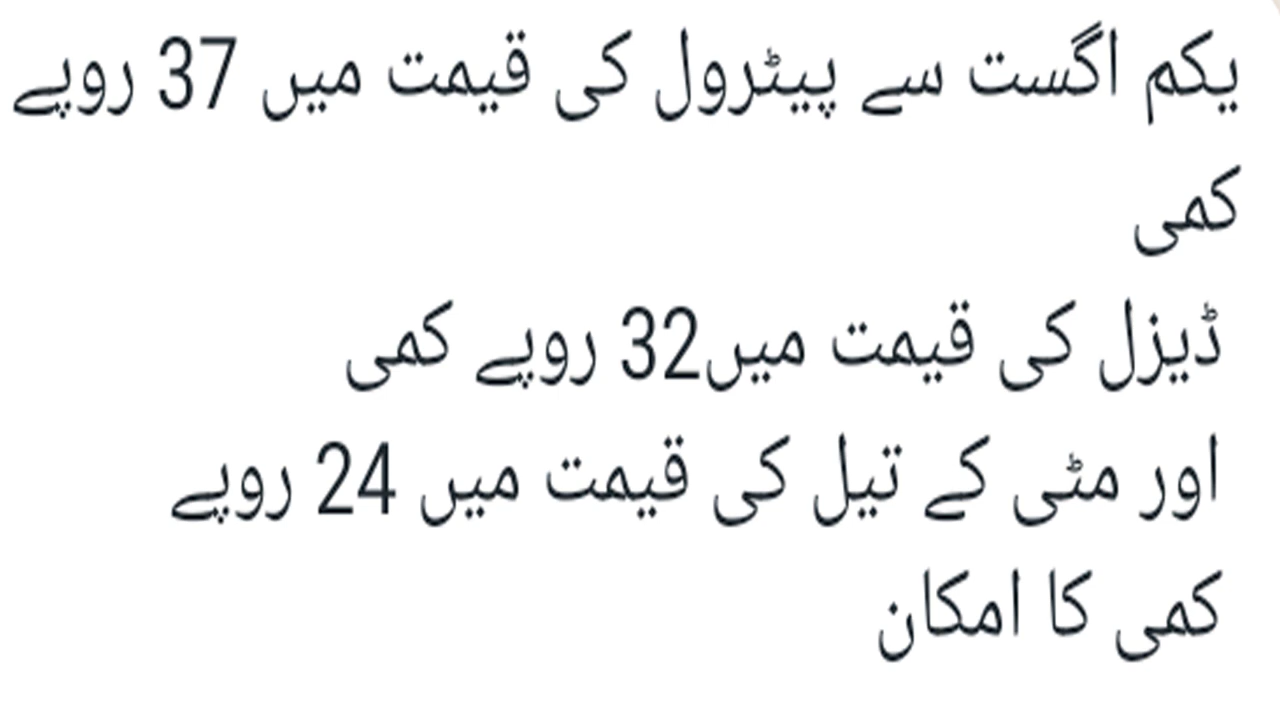 یکم اگست سے پیٹرول کی قیمت میں 37 روپے
کمی
ڈیزل کی قیمت میں32 روپے کمی
اور مٹی کے تیل کی قیمت میں 24 روپے
کمی کا امکان